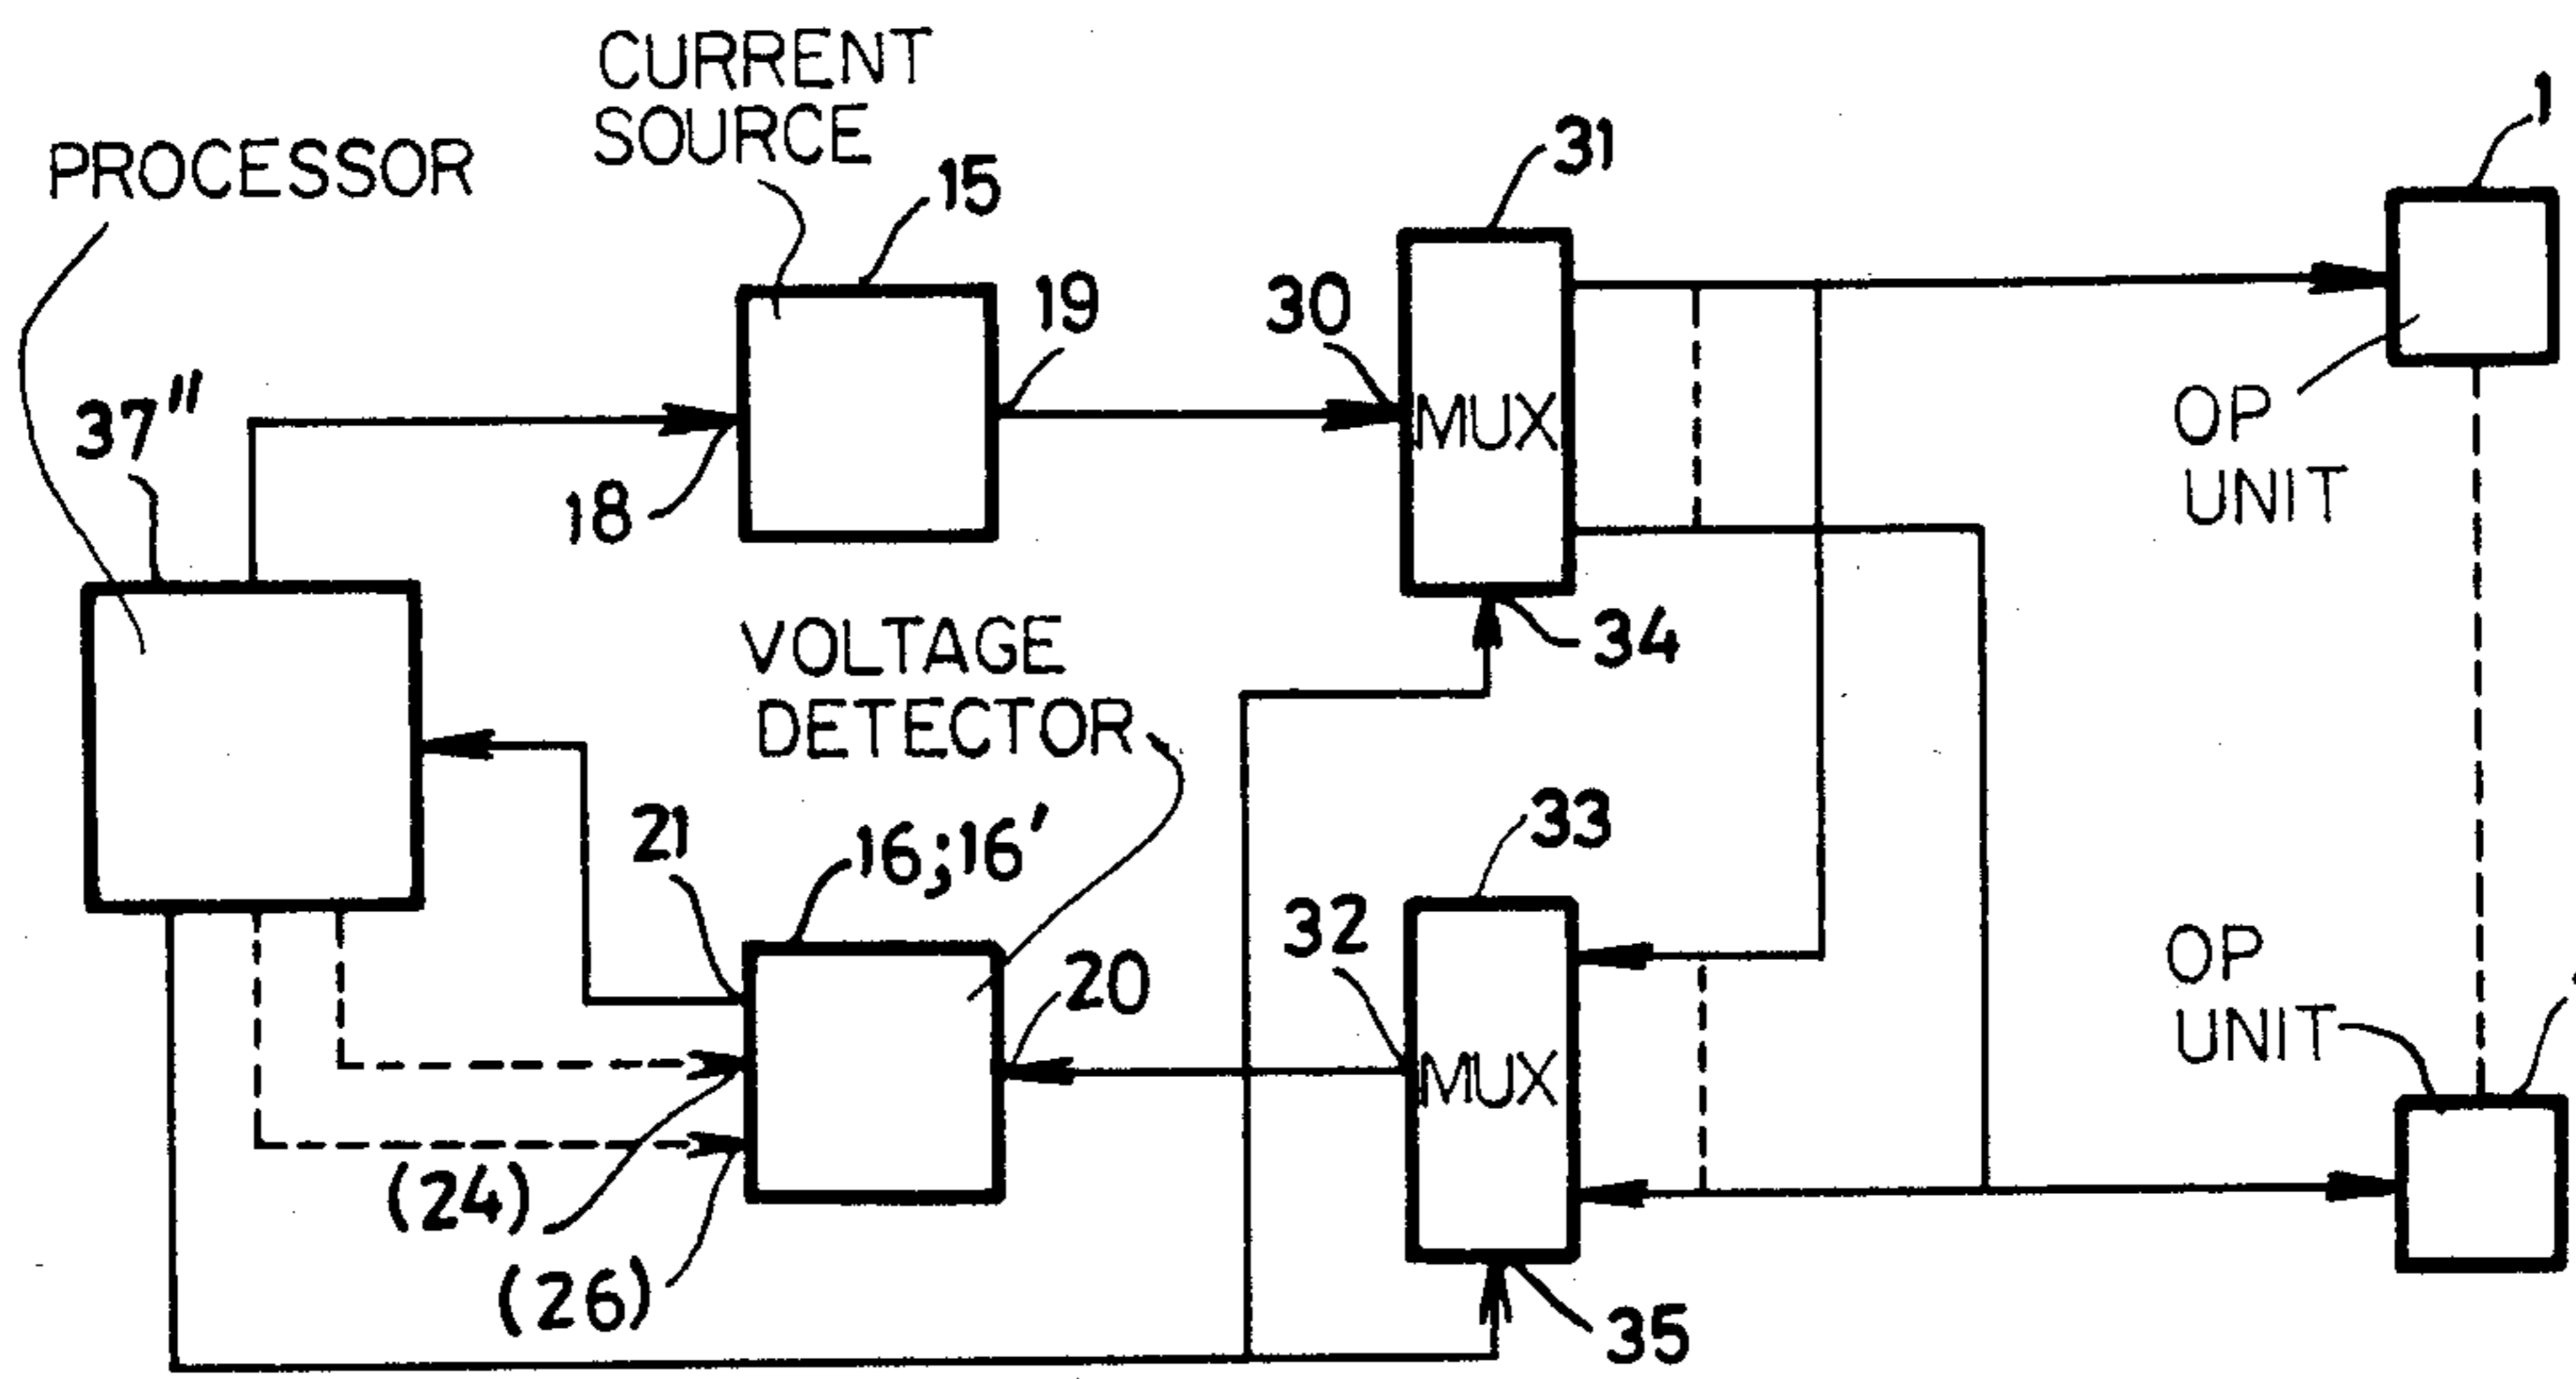 CURRENT
SOURCE
PROCESSOR
15
31
1
37"
19
30
MUX
18
OP
UNIT
34
VOLTAGE
DETECTOR
21
16;16'
33
32
20
MUX
OP
UNIT
(24)
(26)
35